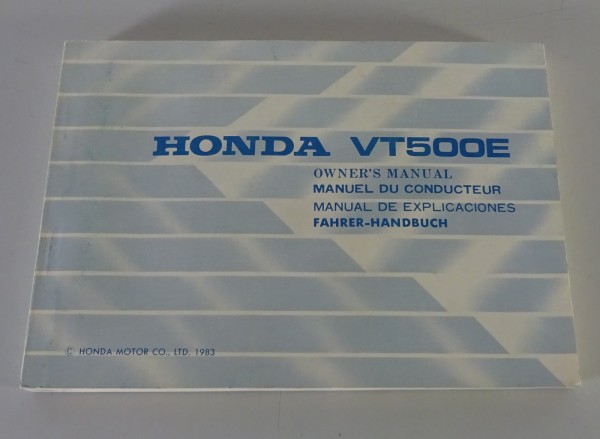 HONDA VT500E
OWNER'S MANUAL
MANUEL DU CONDUCTEUR
MANUAL DE EXPLICACIONES
FAHRER-HANDBUCH
© HONDA MOTOR CO., LTD. 1983